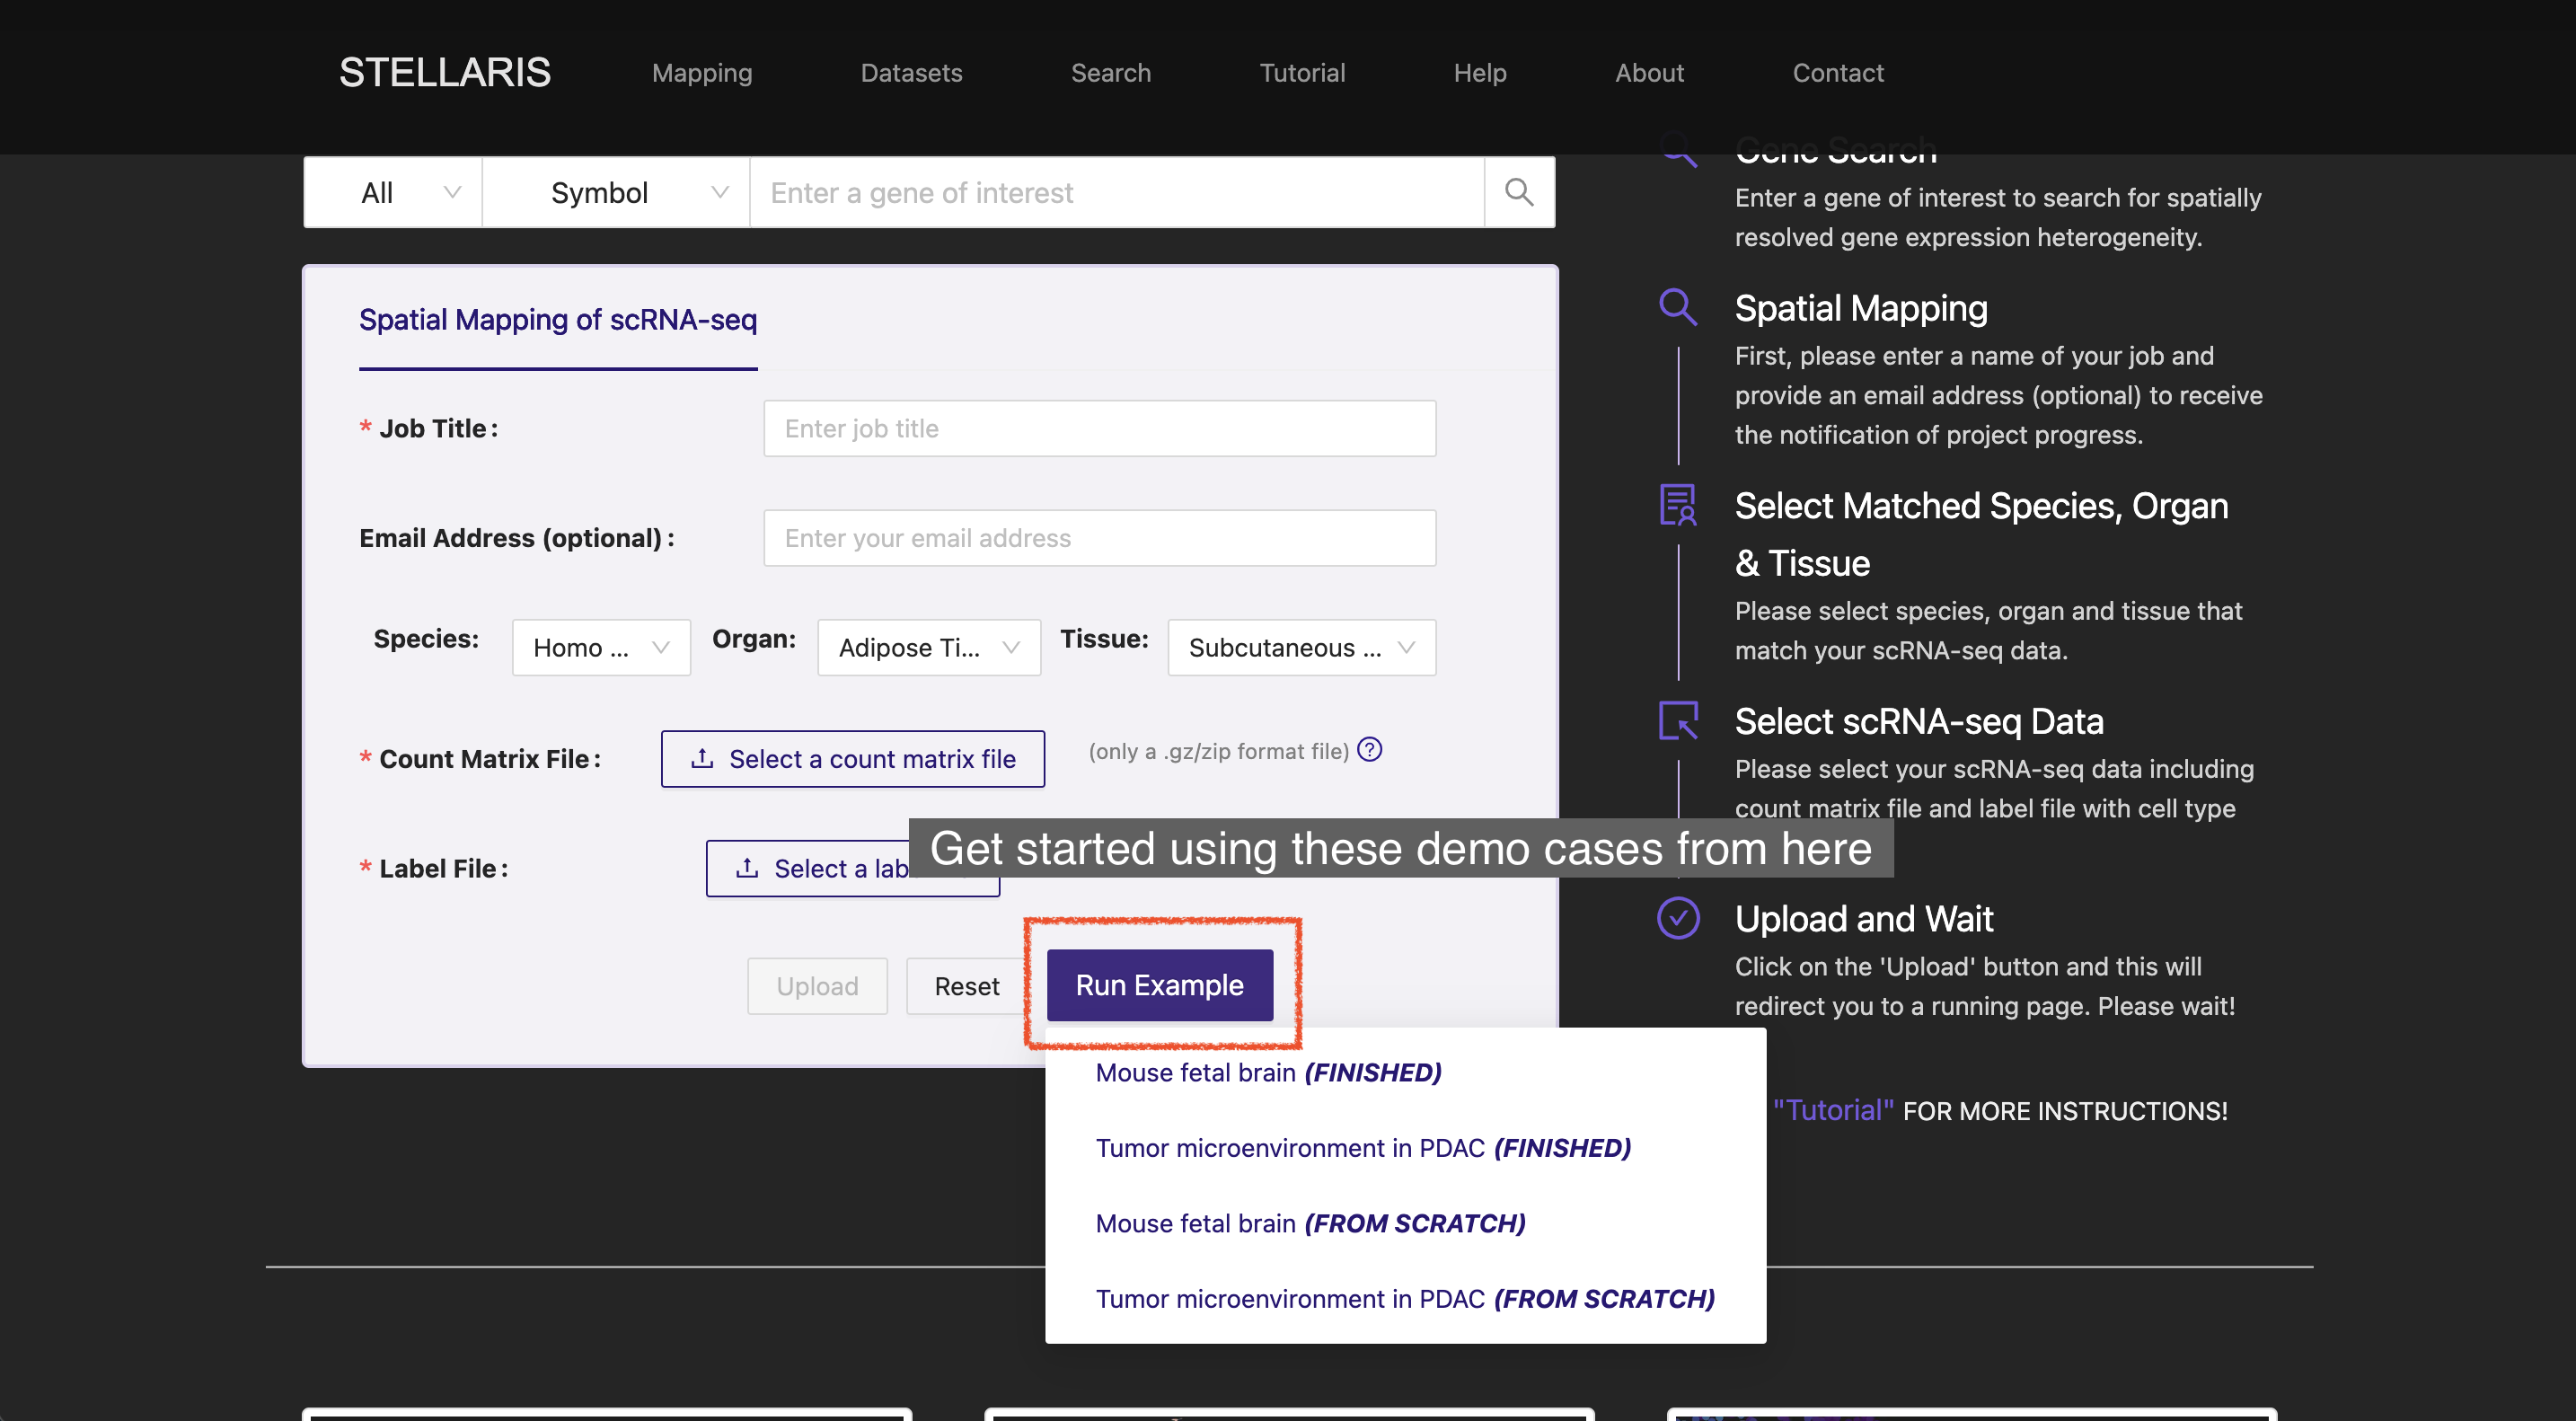 STELLARIS Mapping Datasets Search Tutorial Help About Contact
All Symbol Enter a gene of interest
Spatial Mapping of scRNA-seq
* Job Title: Enter job title
Email Address (optional): Enter your email address
Species: Homo ... Organ: Adipose Ti... Tissue: Subcutaneous ...
* Count Matrix File: Select a count matrix file (only a .gz/zip format file) ?
* Label File: Select a lab
Get started using these demo cases from here
Upload Reset Run Example
Mouse fetal brain (FINISHED)
Tumor microenvironment in PDAC (FINISHED)
Mouse fetal brain (FROM SCRATCH)
Tumor microenvironment in PDAC (FROM SCRATCH)
Gene Search
Enter a gene of interest to search for spatially
resolved gene expression heterogeneity.
Spatial Mapping
First, please enter a name of your job and
provide an email address (optional) to receive
the notification of project progress.
Select Matched Species, Organ
& Tissue
Please select species, organ and tissue that
match your scRNA-seq data.
Select scRNA-seq Data
Please select your scRNA-seq data including
count matrix file and label file with cell type
Upload and Wait
Click on the 'Upload' button and this will
redirect you to a running page. Please wait!
"Tutorial" FOR MORE INSTRUCTIONS!